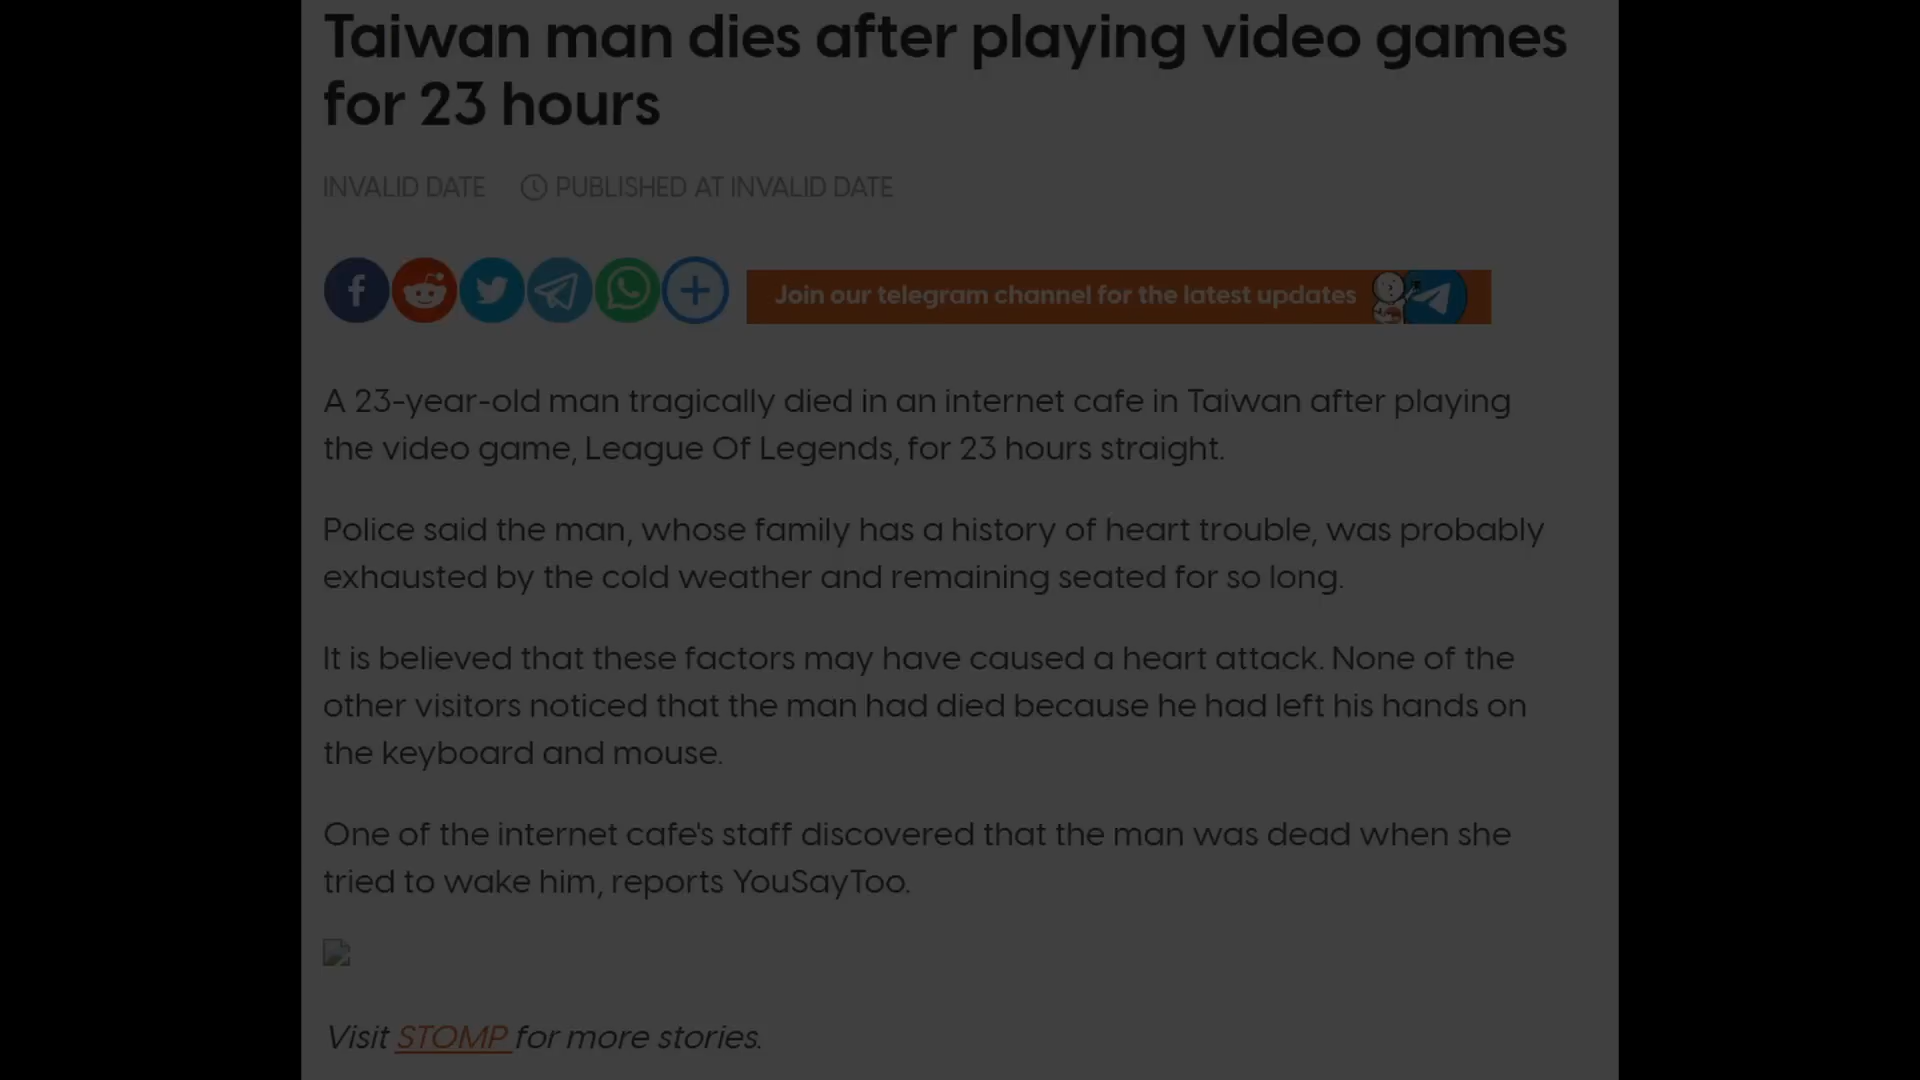 Taiwan man dies after playing video games
for 23 hours
INVALID DATE PUBLISHED AT INVALID DATE
Join our telegram channel for the latest updates
A 23-year-old man tragically died in an internet cafe in Taiwan after playing
the video game, League Of Legends, for 23 hours straight.
Police said the man, whose family has a history of heart trouble, was probably
exhausted by the cold weather and remaining seated for so long.
It is believed that these factors may have caused a heart attack. None of the
other visitors noticed that the man had died because he had left his hands on
the keyboard and mouse.
One of the internet cafe's staff discovered that the man was dead when she
tried to wake him, reports YouSayToo.
Visit STOMP for more stories.